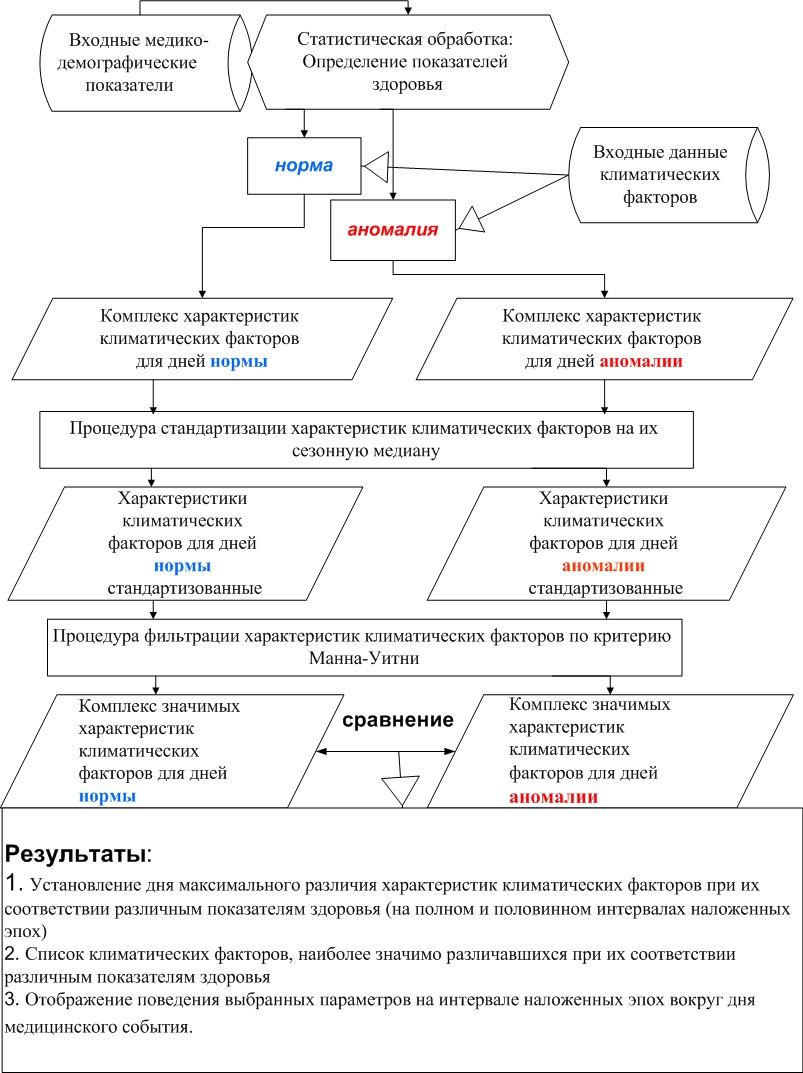 Входные медико-
демографические
показатели
Статистическая обработка:
Определение показателей
здоровья
норма
аномалия
Входные данные
климатических
факторов
Комплекс характеристик
климатических факторов
для дней нормы
Комплекс характеристик
климатических факторов
для дней аномалии
Процедура стандартизации характеристик климатических факторов на их
сезонную медиану
Характеристики
климатических
факторов для дней
нормы
стандартизованные
Характеристики
климатических
факторов для дней
аномалии
стандартизованные
Процедура фильтрации характеристик климатических факторов по критерию
Манна-Уитни
Комплекс значимых
характеристик
климатических
факторов для дней
нормы
сравнение
Комплекс значимых
характеристик
климатических
факторов для дней
аномалии
Результаты:
1. Установление дня максимального различия характеристик климатических факторов при их
соответствии различным показателям здоровья (на полном и половинном интервалах наложенных
эпох)
2. Список климатических факторов, наиболее значимо различавшихся при их соответствии
различным показателям здоровья
3. Отображение поведения выбранных параметров на интервале наложенных эпох вокруг дня
медицинского события.